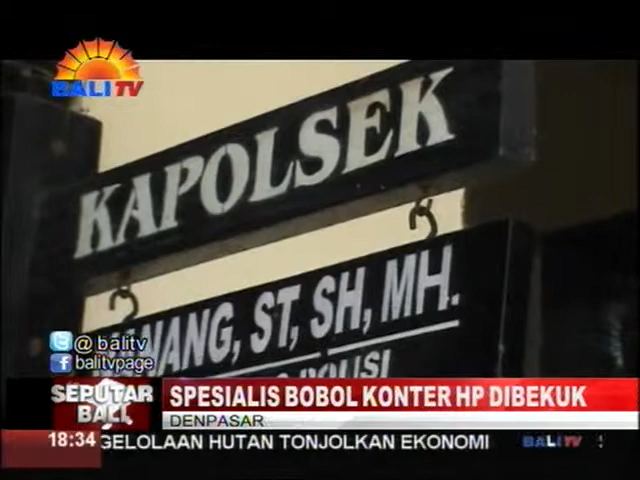 BALI TV
KAPOLSEK
NANANG, ST, SH, MH.
@balitv
balitvpage
SEPUTAR
BALI
SPESIALIS BOBOL KONTER HP DIBEKUK
DENPASAR
18:34
GELOLAAN HUTAN TONJOLKAN EKONOMI
BALI TV